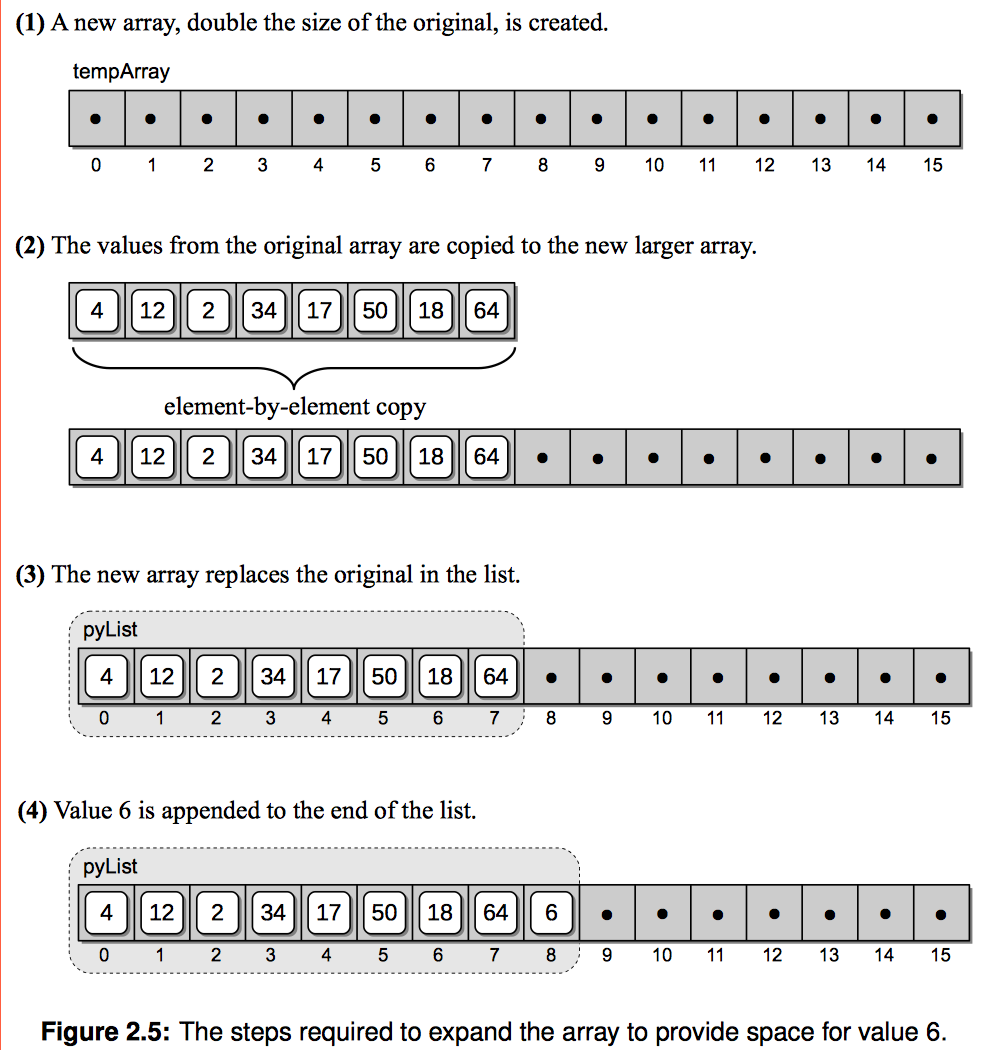 (1) A new array, double the size of the original, is created.
tempArray
0 1 2 3 4 5 6 7 8 9 10 11 12 13 14 15
(2) The values from the original array are copied to the new larger array.
4 12 2 34 17 50 18 64
element-by-element copy
4 12 2 34 17 50 18 64
(3) The new array replaces the original in the list.
pyList
4 12 2 34 17 50 18 64
0 1 2 3 4 5 6 7 8 9 10 11 12 13 14 15
(4) Value 6 is appended to the end of the list.
pyList
4 12 2 34 17 50 18 64 6
0 1 2 3 4 5 6 7 8 9 10 11 12 13 14 15
Figure 2.5: The steps required to expand the array to provide space for value 6.